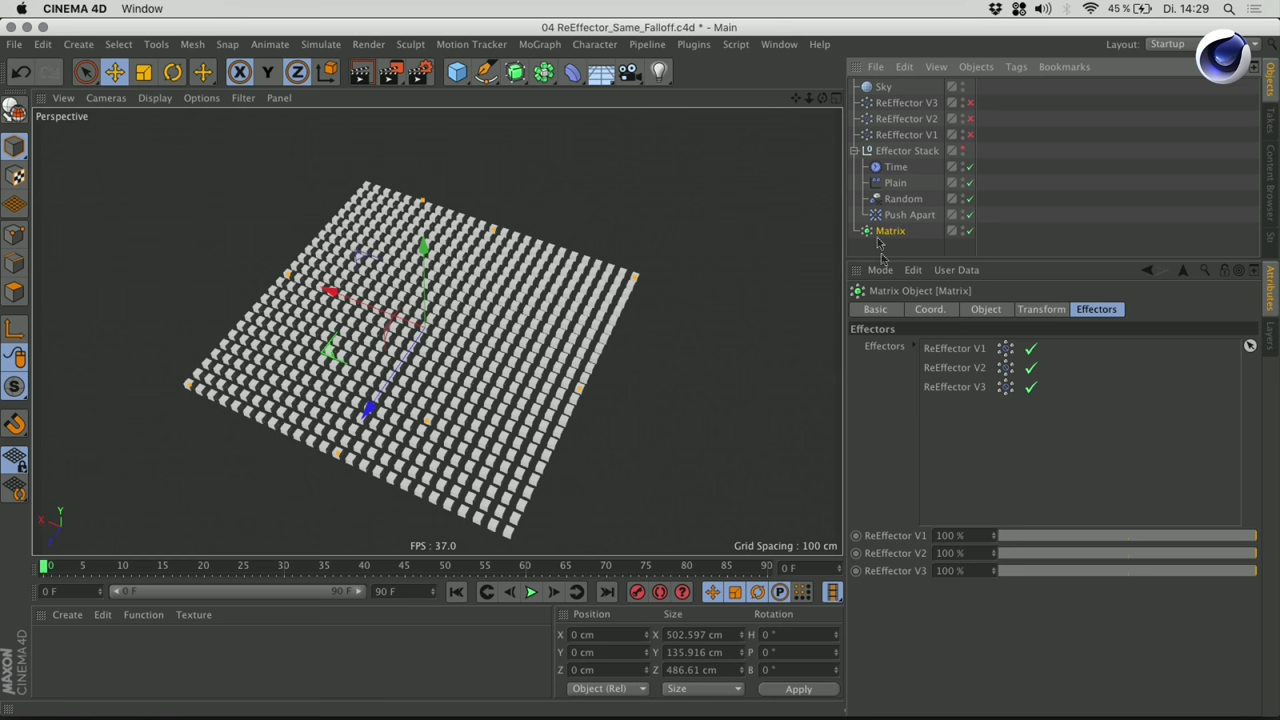 CINEMA 4D Window 45 % Di. 14:29
04 ReEffector_Same_Falloff.c4d * - Main
File Edit Create Select Tools Mesh Snap Animate Simulate Render Sculpt Motion Tracker MoGraph Character Pipeline Plugins Script Window Help Layout: Startup
X Y Z
File Edit View Objects Tags Bookmarks
View Cameras Display Options Filter Panel
Perspective
Sky
ReEffector V3
ReEffector V2
ReEffector V1
Effector Stack
Time
Plain
Random
Push Apart
Matrix
Objects
Takes
Content Browser
Str
Mode Edit User Data
Matrix Object [Matrix]
Basic Coord. Object Transform Effectors
Effectors
Effectors
ReEffector V1
ReEffector V2
ReEffector V3
ReEffector V1 100 %
ReEffector V2 100 %
ReEffector V3 100 %
Attributes
Layers
X Y
FPS : 37.0 Grid Spacing : 100 cm
0 5 10 15 20 25 30 35 40 45 50 55 60 65 70 75 80 85 90 0 F
0 F 0 F 90 F 90 F P
Create Edit Function Texture
Position Size Rotation
X 0 cm X 502.597 cm H 0 °
Y 0 cm Y 135.916 cm P 0 °
Z 0 cm Z 486.61 cm B 0 °
Object (Rel) Size Apply
MAXON CINEMA 4D